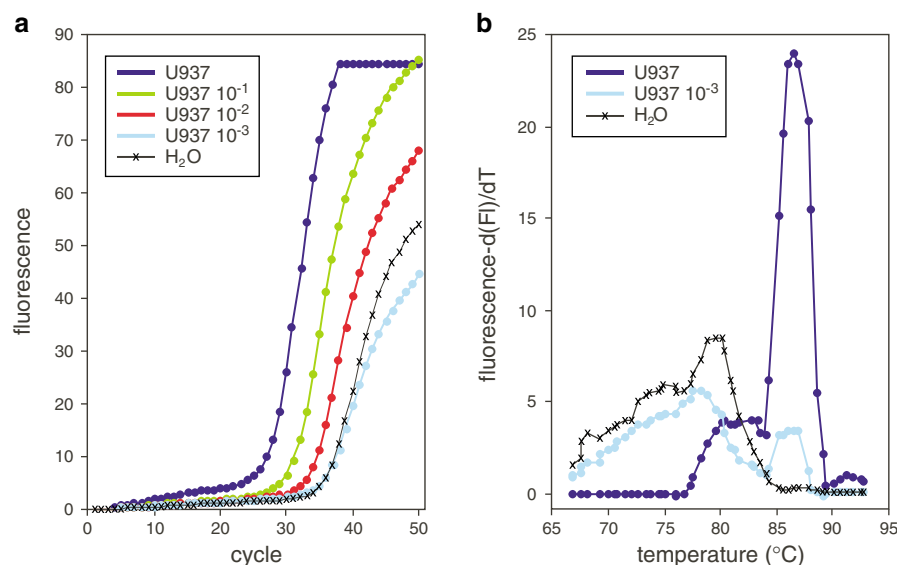 a
90
80
70
60
50
40
30
20
10
0
fluorescence
U937
U937 10⁻¹
U937 10⁻²
U937 10⁻³
H₂O
0
10
20
30
40
50
cycle
b
25
20
15
10
5
0
fluorescence-d(Fl)/dT
U937
U937 10⁻³
H₂O
65
70
75
80
85
90
95
temperature (°C)